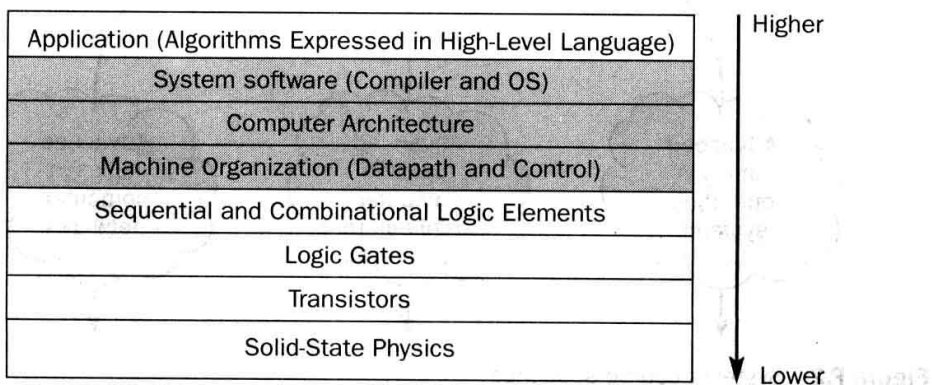 Application (Algorithms Expressed in High-Level Language)
System software (Compiler and OS)
Computer Architecture
Machine Organization (Datapath and Control)
Sequential and Combinational Logic Elements
Logic Gates
Transistors
Solid-State Physics
Higher
Lower